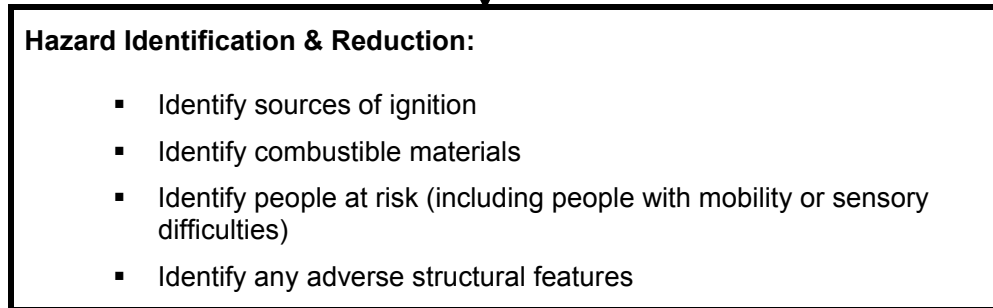 Hazard Identification & Reduction:
▪ Identify sources of ignition
▪ Identify combustible materials
▪ Identify people at risk (including people with mobility or sensory
difficulties)
▪ Identify any adverse structural features